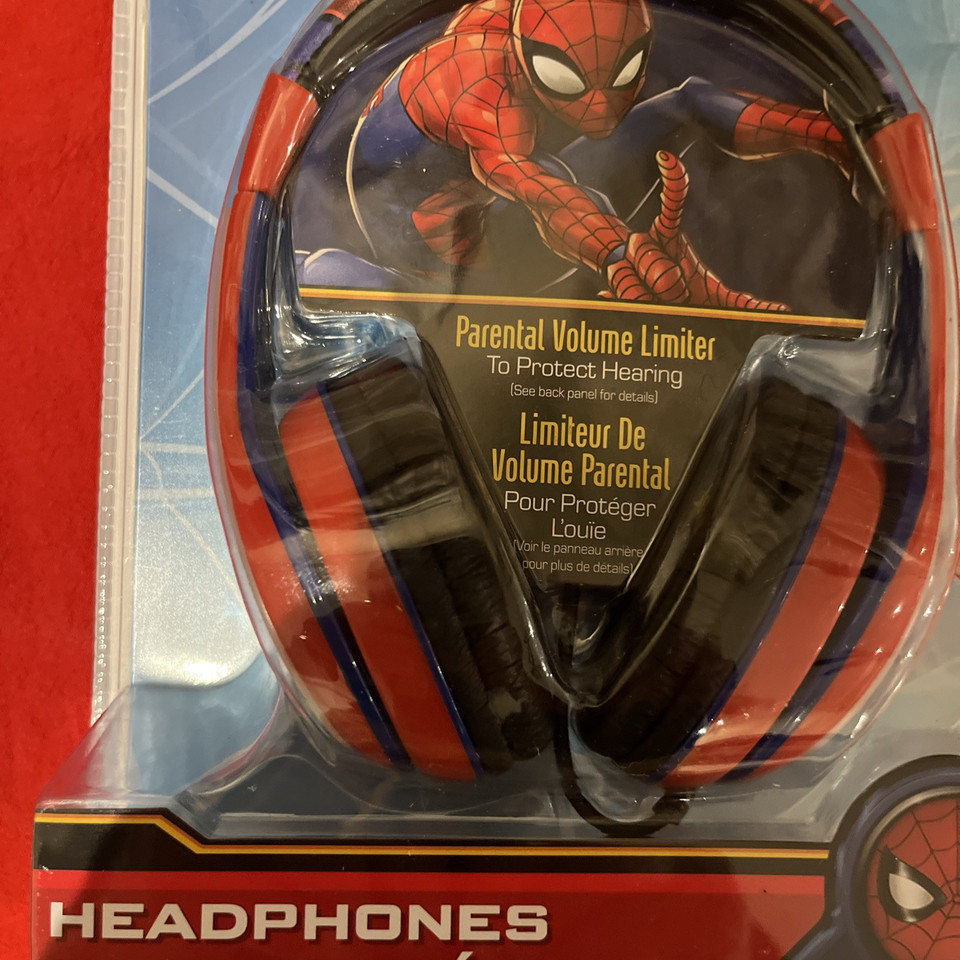 Parental Volume Limiter
To Protect Hearing
(See back panel for details)
Limiteur De
Volume Parental
Pour Protéger
L'ouïe
(Voir le panneau arrière
pour plus de détails)
HEADPHONES